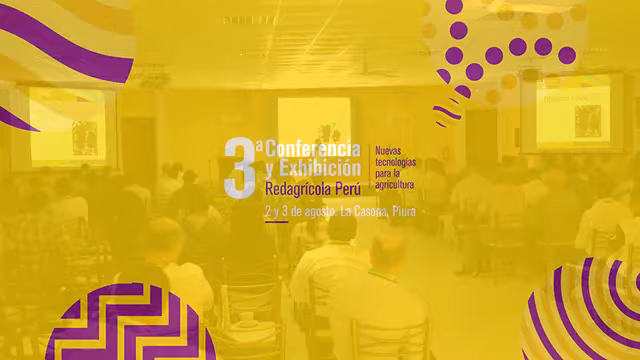 3ª Conferencia
y Exhibición
Redagrícola Perú
Nuevas
tecnologías
para la
agricultura
2 y 3 de agosto. La Casona, Piura